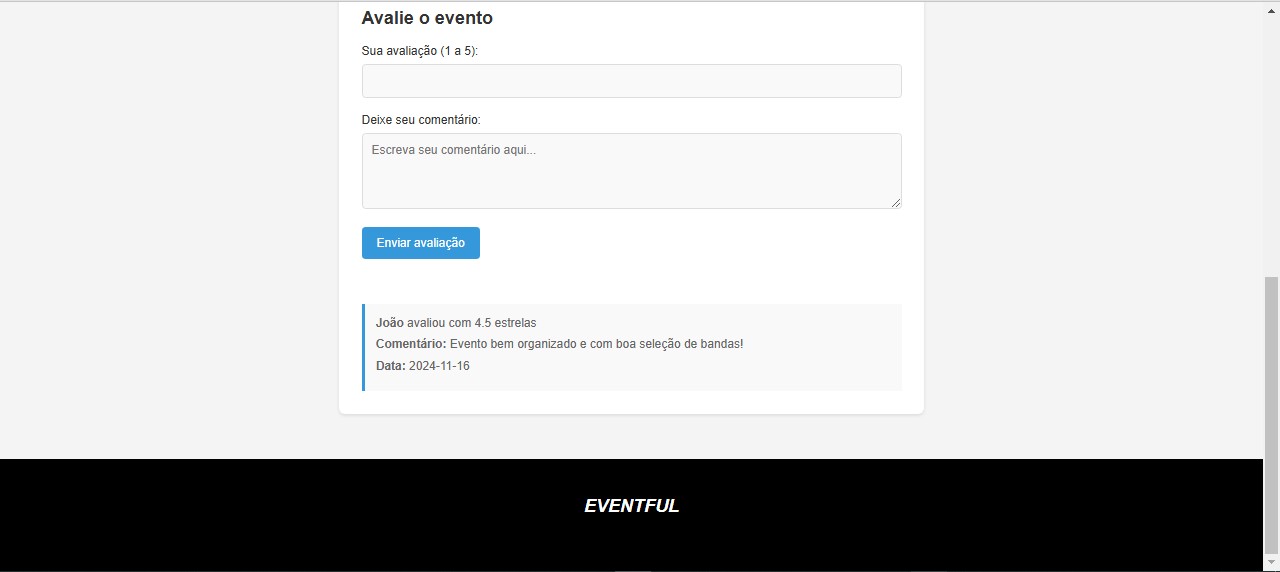 Avalie o evento
Sua avaliação (1 a 5):
Deixe seu comentário:
Escreva seu comentário aqui...
Enviar avaliação
João avaliou com 4.5 estrelas
Comentário: Evento bem organizado e com boa seleção de bandas!
Data: 2024-11-16
EVENTFUL